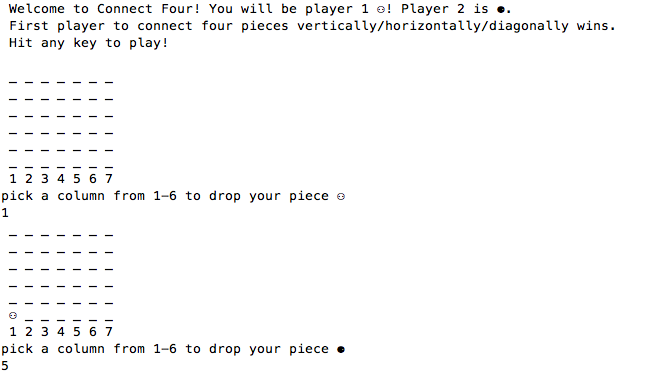 Welcome to Connect Four! You will be player 1 ⚇! Player 2 is ⚈.
First player to connect four pieces vertically/horizontally/diagonally wins.
Hit any key to play!
_ _ _ _ _ _ _
_ _ _ _ _ _ _
_ _ _ _ _ _ _
_ _ _ _ _ _ _
_ _ _ _ _ _ _
_ _ _ _ _ _ _
1 2 3 4 5 6 7
pick a column from 1–6 to drop your piece ⚇
1
_ _ _ _ _ _ _
_ _ _ _ _ _ _
_ _ _ _ _ _ _
_ _ _ _ _ _ _
_ _ _ _ _ _ _
⚇ _ _ _ _ _ _
1 2 3 4 5 6 7
pick a column from 1–6 to drop your piece ⚈
5